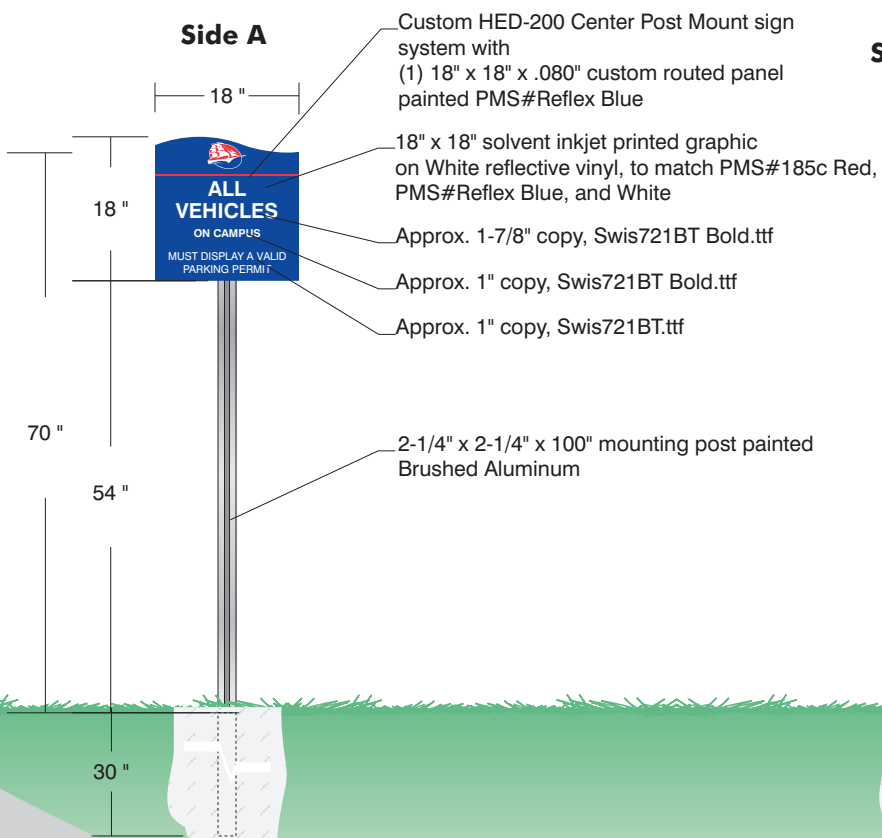 Side A
S
Custom HED-200 Center Post Mount sign
system with
(1) 18" x 18" x .080" custom routed panel
painted PMS#Reflex Blue
18 "
18" x 18" solvent inkjet printed graphic
on White reflective vinyl, to match PMS#185c Red,
PMS#Reflex Blue, and White
18 "
ALL
VEHICLES
ON CAMPUS
MUST DISPLAY A VALID
PARKING PERMIT
Approx. 1-7/8" copy, Swis721BT Bold.ttf
Approx. 1" copy, Swis721BT Bold.ttf
Approx. 1" copy, Swis721BT.ttf
70 "
54 "
2-1/4" x 2-1/4" x 100" mounting post painted
Brushed Aluminum
30 "